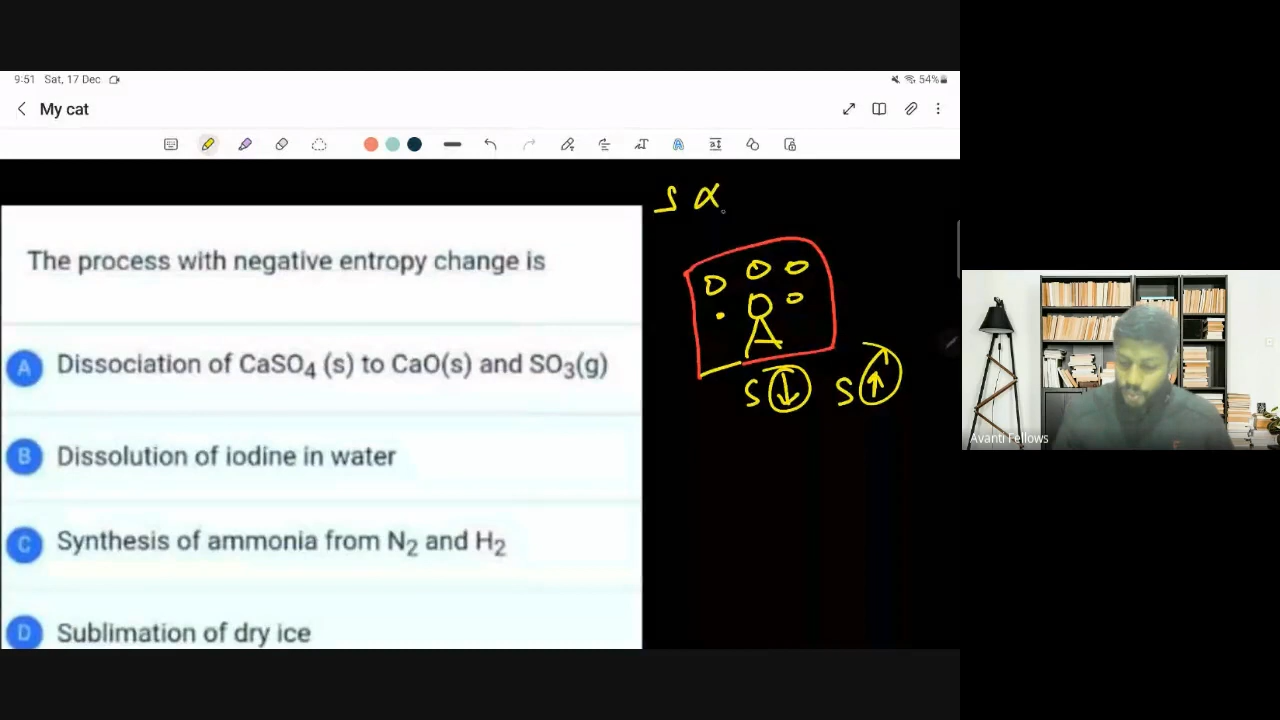 9:51 Sat, 17 Dec
54%
My cat
S α
The process with negative entropy change is
A Dissociation of CaSO₄ (s) to CaO(s) and SO₃(g)
S ↓ S ↑
B Dissolution of iodine in water
C Synthesis of ammonia from N₂ and H₂
D Sublimation of dry ice
Avanti Fellows